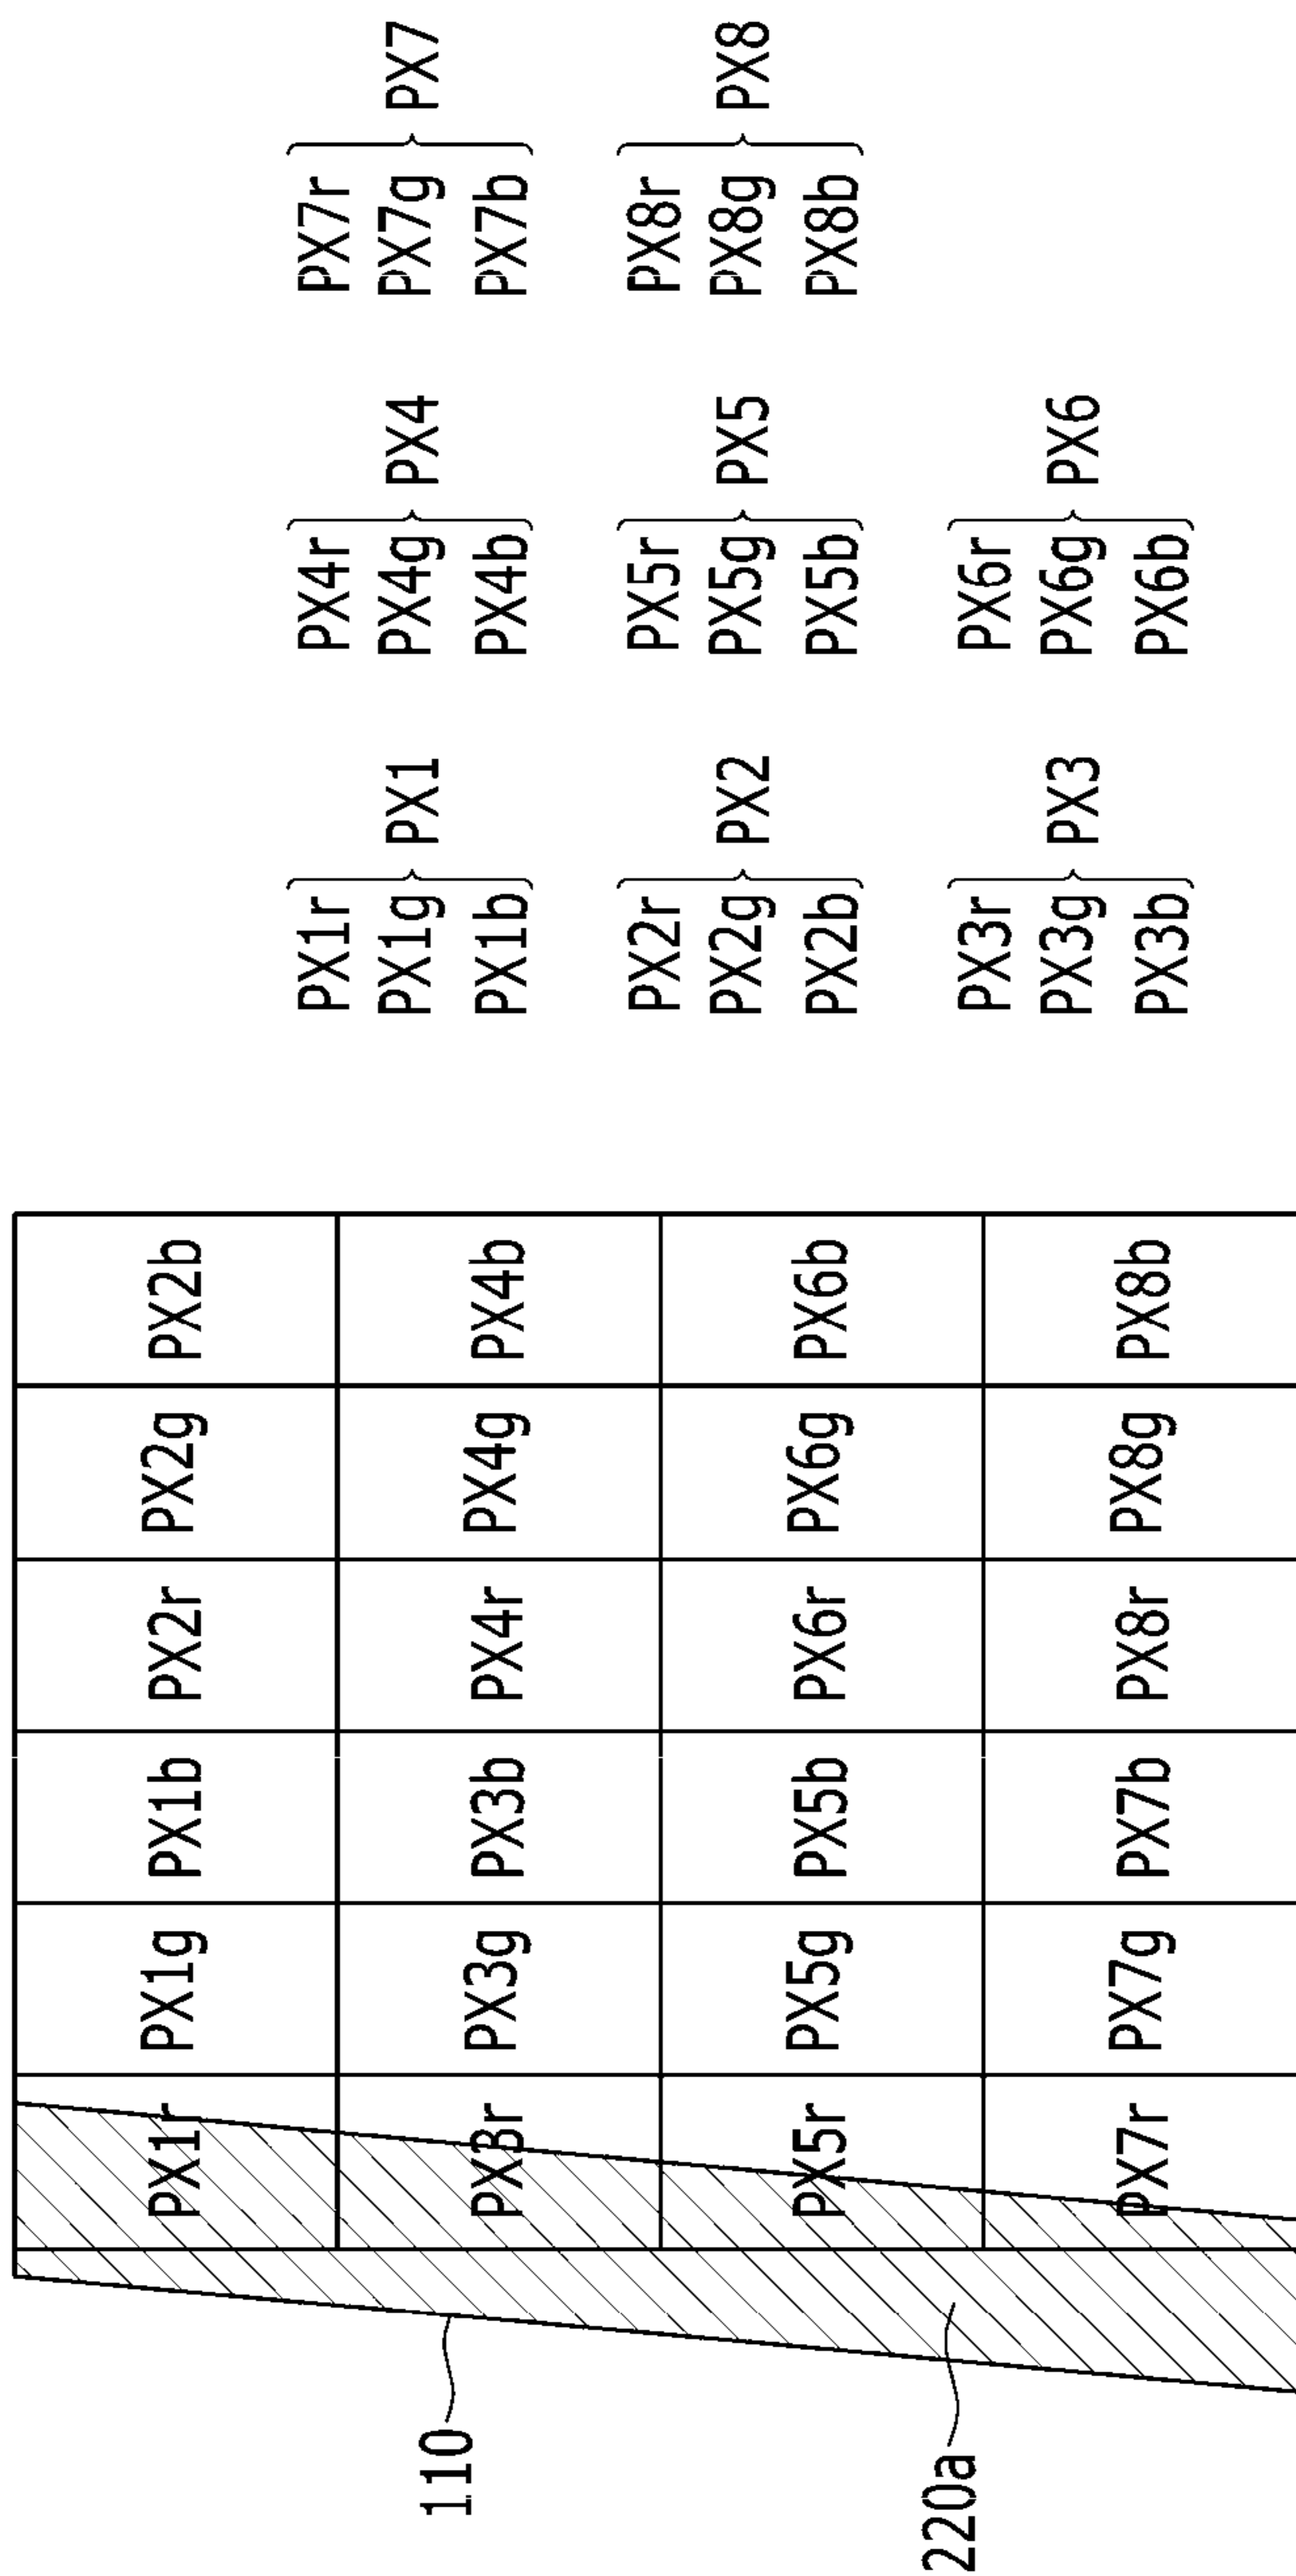 PX1r PX1g PX1b PX2r PX2g PX2b
110
PX3r PX3g PX3b PX4r PX4g PX4b
PX5r PX5g PX5b PX6r PX6g PX6b
220a
PX7r PX7g PX7b PX8r PX8g PX8b
PX1r
PX1g PX1
PX1b
PX2r
PX2g PX2
PX2b
PX3r
PX3g PX3
PX3b
PX4r
PX4g PX4
PX4b
PX5r
PX5g PX5
PX5b
PX6r
PX6g PX6
PX6b
PX7r
PX7g PX7
PX7b
PX8r
PX8g PX8
PX8b